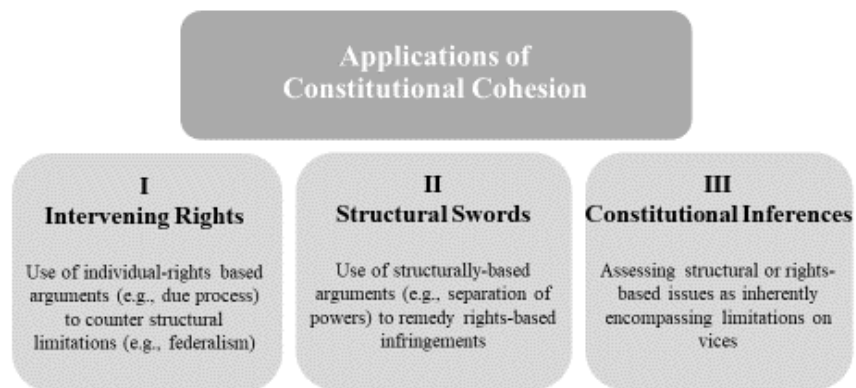 Applications of
Constitutional Cohesion
I
Intervening Rights
Use of individual-rights based
arguments (e.g., due process)
to counter structural
limitations (e.g., federalism)
II
Structural Swords
Use of structurally-based
arguments (e.g., separation of
powers) to remedy rights-based
infringements
III
Constitutional Inferences
Assessing structural or rights-
based issues as inherently
encompassing limitations on
vices